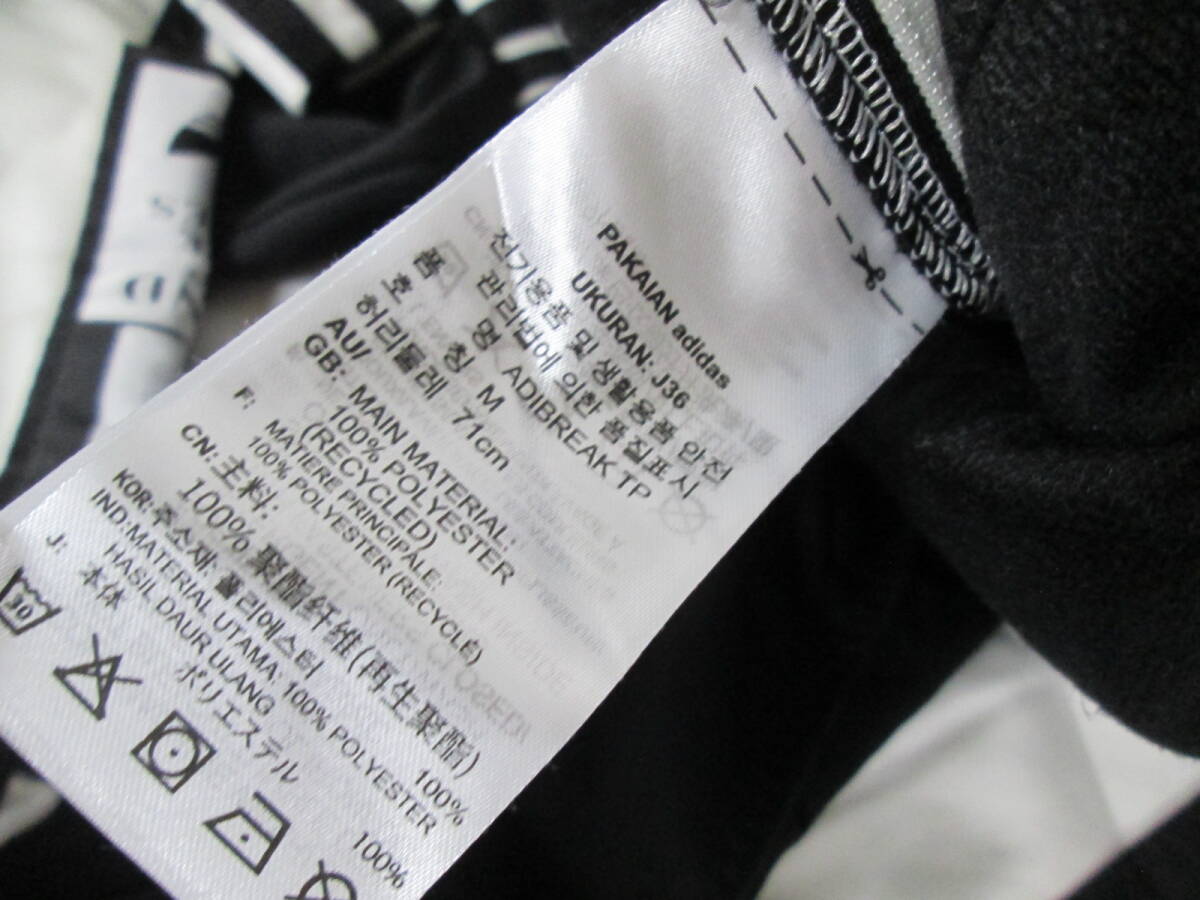 PAKAIAN adidas
UKURAN: J36
전기용품 및 생활용품 안전
관리법에 의한 품질표시
품 명 ADIBREAK TP
호 칭 M
허리둘레 71cm
AU/
GB: MAIN MATERIAL:
100% POLYESTER
(RECYCLED)
F: MATIÈRE PRINCIPALE:
100% POLYESTER (RECYCLÉ)
CN: 主料:
100% 聚酯纤维(再生聚酯)
KOR: 주소재: 폴리에스터 100%
IND:MATERIAL UTAMA: 100% POLYESTER
HASIL DAUR ULANG
J: 本体
ポリエステル 100%
30